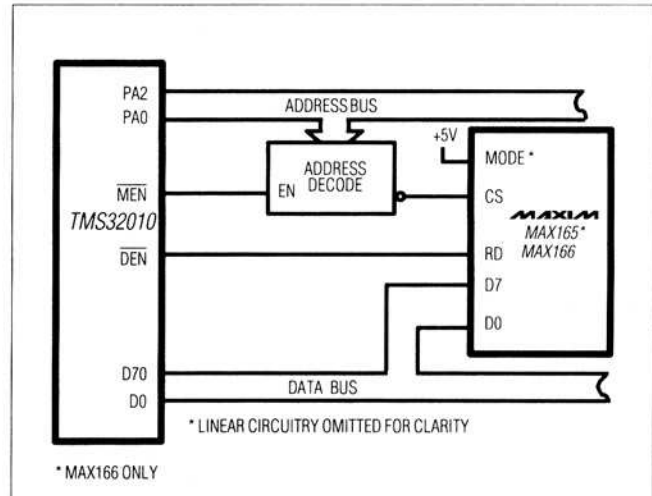 PA2
ADDRESS BUS
PA0
+5V
MODE *
ADDRESS
DECODE
MEN
EN
CS
TMS32010
MAXIM
MAX165*
MAX166
DEN
RD
D7
D0
D70
DATA BUS
D0
* LINEAR CIRCUITRY OMITTED FOR CLARITY
* MAX166 ONLY